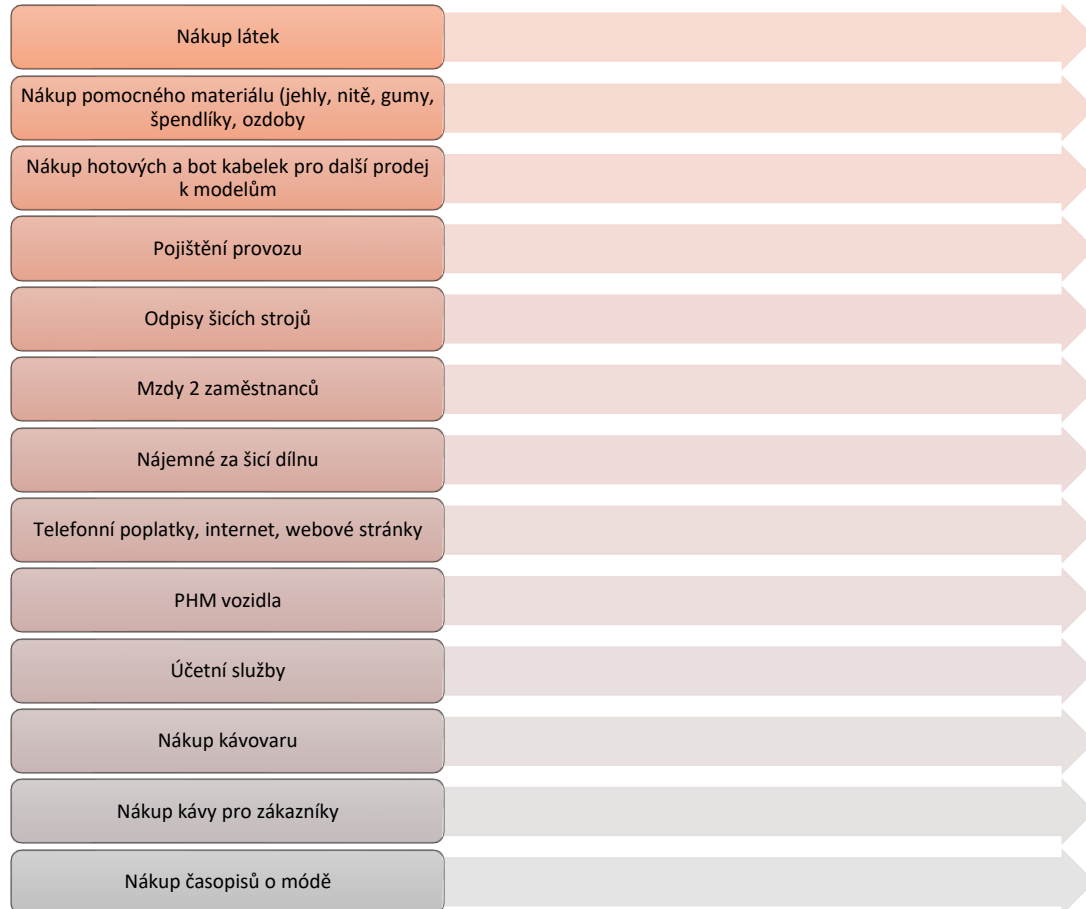 Nákup látek
Nákup pomocného materiálu (jehly, nitě, gumy,
špendlíky, ozdoby
Nákup hotových a bot kabelek pro další prodej
k modelům
Pojištění provozu
Odpisy šicích strojů
Mzdy 2 zaměstnanců
Nájemné za šicí dílnu
Telefonní poplatky, internet, webové stránky
PHM vozidla
Účetní služby
Nákup kávovaru
Nákup kávy pro zákazníky
Nákup časopisů o módě